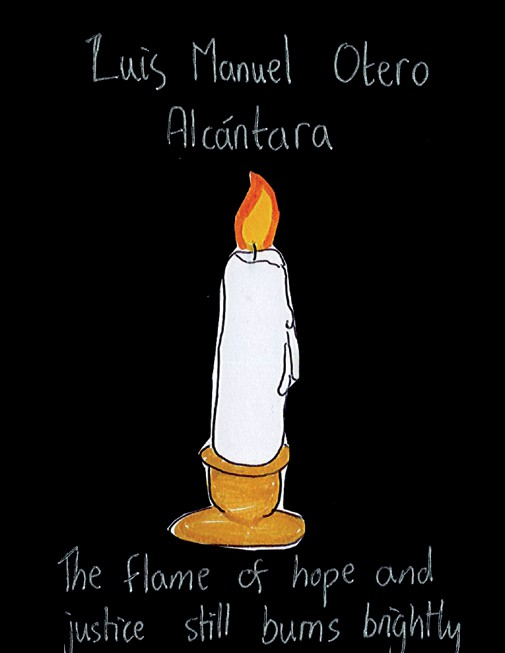 Luis Manuel Otero
Alcántara
The flame of hope and
justice still burns brightly